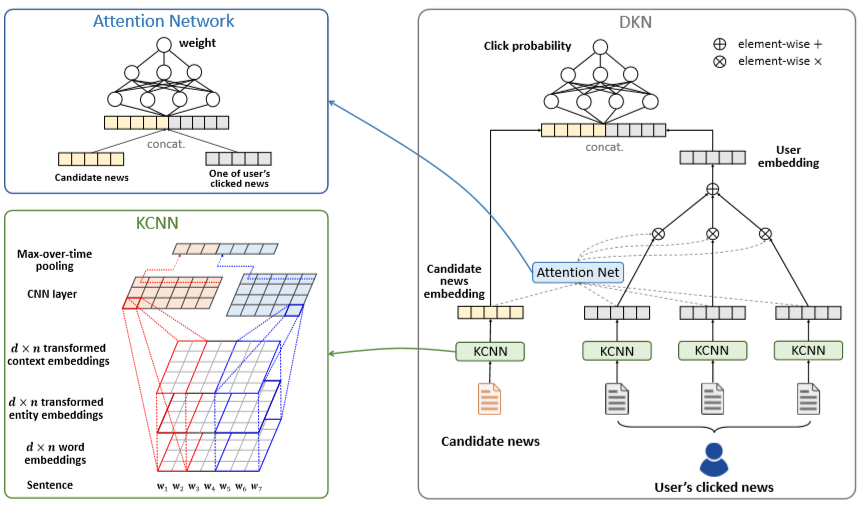 Attention Network
weight
concat.
Candidate news
One of user's
clicked news
KCNN
Max-over-time
pooling
CNN layer
d × n transformed
context embeddings
d × n transformed
entity embeddings
d × n word
embeddings
Sentence
w₁ w₂ w₃ w₄ w₅ w₆ w₇
DKN
Click probability
element-wise +
element-wise ×
concat.
User
embedding
Attention Net
Candidate
news
embedding
KCNN
KCNN
KCNN
KCNN
Candidate news
User's clicked news